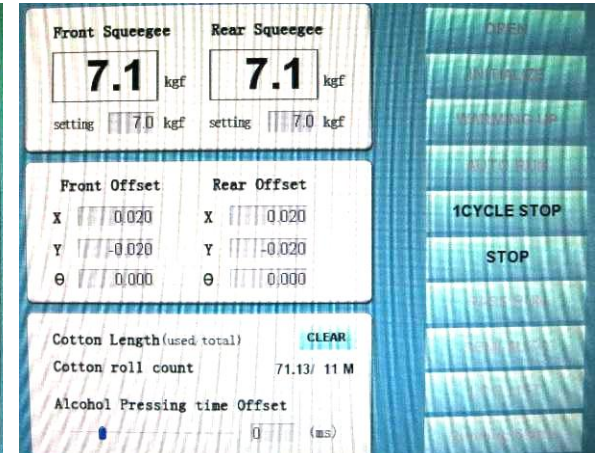 Front Squeegee
Rear Squeegee
7.1 kgf
7.1 kgf
setting 7.0 kgf
setting 7.0 kgf
Front Offset
Rear Offset
X 0.020
X 0.020
Y -0.020
Y -0.020
θ 0.000
θ 0.000
Cotton Length(used total)
CLEAR
Cotton roll count
71.13/ 11 M
Alcohol Pressing time Offset
0 (ms)
OPEN
INITIALIZE
WARMING UP
AUTO RUN
1CYCLE STOP
STOP